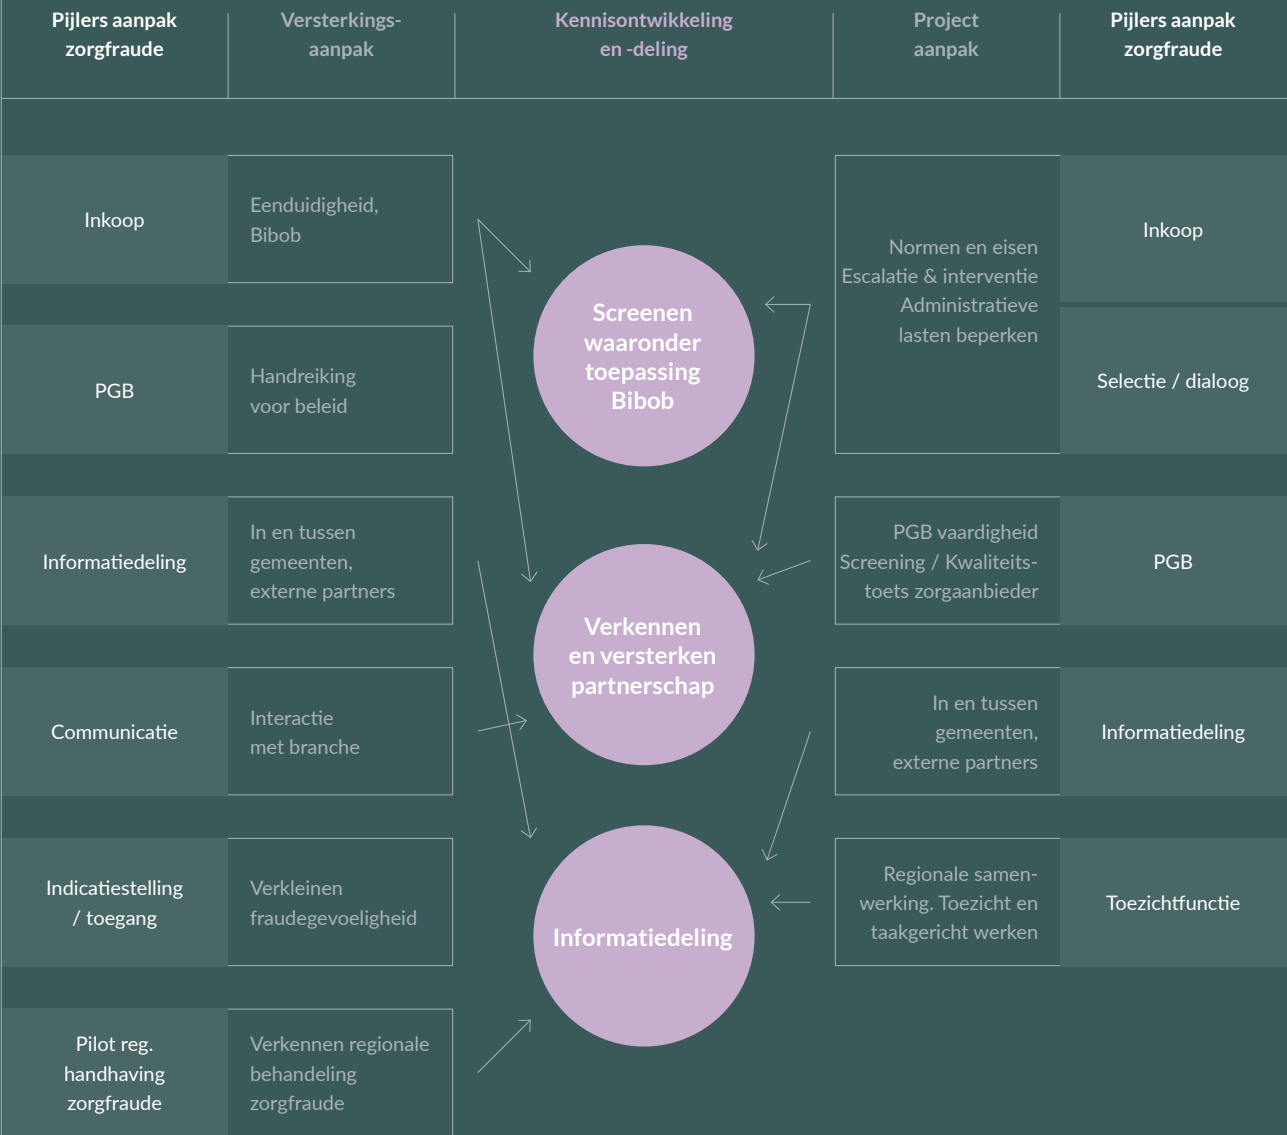 Pijlers aanpak
zorgfraude
Versterkings-
aanpak
Kennisontwikkeling
en -deling
Project
aanpak
Pijlers aanpak
zorgfraude
Inkoop
Eenduidigheid,
Bibob
PGB
Handreiking
voor beleid
Informatiedeling
In en tussen
gemeenten,
externe partners
Communicatie
Interactie
met branche
Indicatiestelling
/ toegang
Verkleinen
fraudegevoeligheid
Pilot reg.
handhaving
zorgfraude
Verkennen regionale
behandeling
zorgfraude
Screenen
waaronder
toepassing
Bibob
Verkennen
en versterken
partnerschap
Informatiedeling
Normen en eisen
Escalatie & interventie
Administratieve
lasten beperken
Inkoop
Selectie / dialoog
PGB vaardigheid
Screening / Kwaliteits-
toets zorgaanbieder
PGB
In en tussen
gemeenten,
externe partners
Informatiedeling
Regionale samen-
werking. Toezicht en
taakgericht werken
Toezichtfunctie